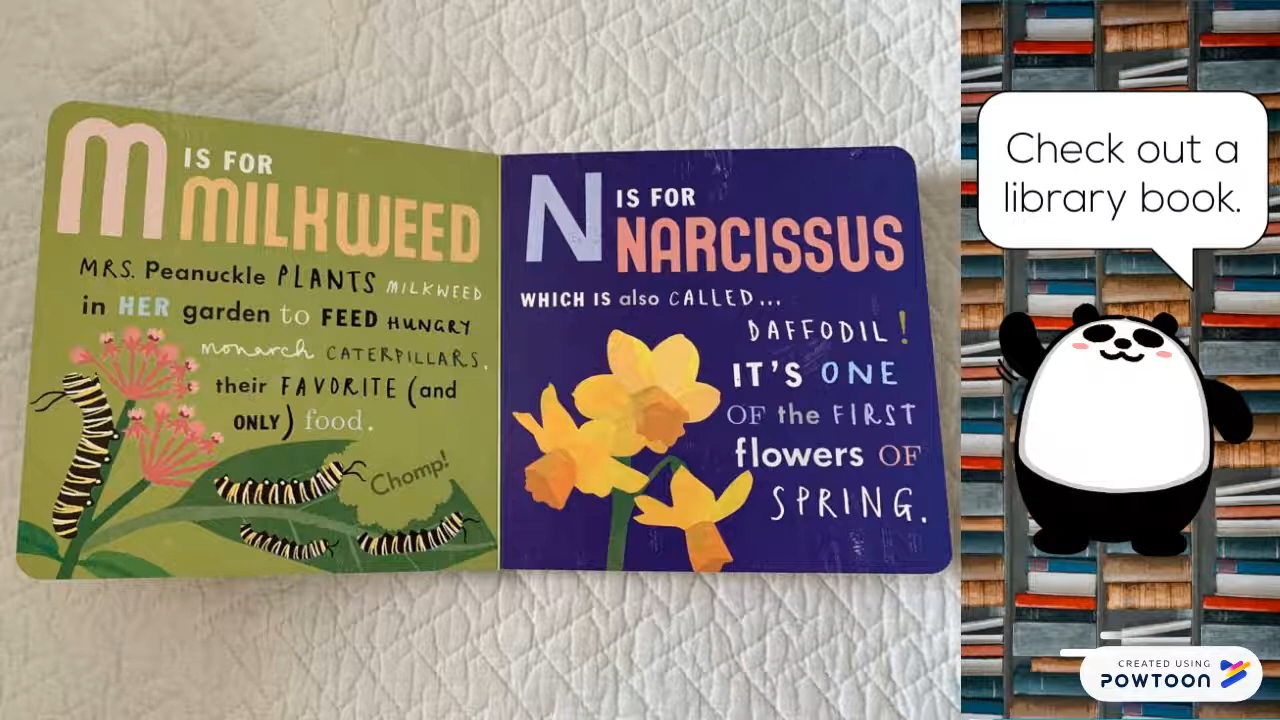 M IS FOR
MILKWEED
MRS. Peanuckle PLANTS MILKWEED
in HER garden to FEED HUNGRY
monarch CATERPILLARS,
their FAVORITE (and
ONLY) food.
Chomp!
N IS FOR
NARCISSUS
WHICH IS also CALLED...
DAFFODIL!
IT'S ONE
OF the FIRST
flowers OF
SPRING.
Check out a
library book.
CREATED USING
POWTOON